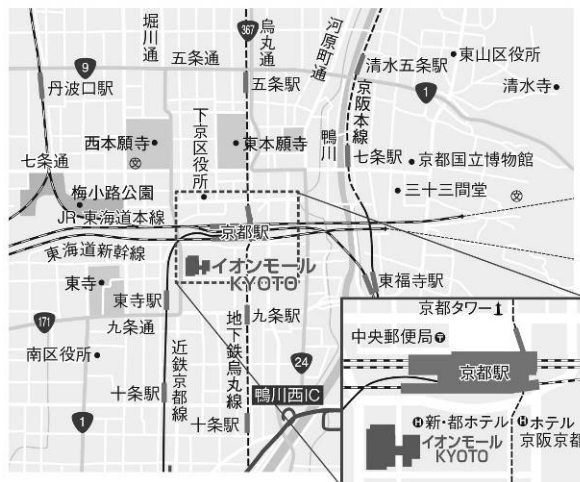 堀川通
烏丸通
367
河原町通
9
五条通
丹波口駅
五条駅
清水五条駅
東山区役所
1
清水寺
京阪本線
鴨川
西本願寺
下京区役所
東本願寺
七条通
七条駅
京都国立博物館
梅小路公園
三十三間堂
JR・東海道本線
京都駅
東海道新幹線
イオンモール
KYOTO
東寺
東寺駅
東福寺駅
171
九条通
九条駅
南区役所
近鉄京都線
地下鉄烏丸線
24
十条駅
鴨川西IC
1
十条駅
京都タワー
中央郵便局
京都駅
新・都ホテル
ホテル
京阪京都
イオンモール
KYOTO